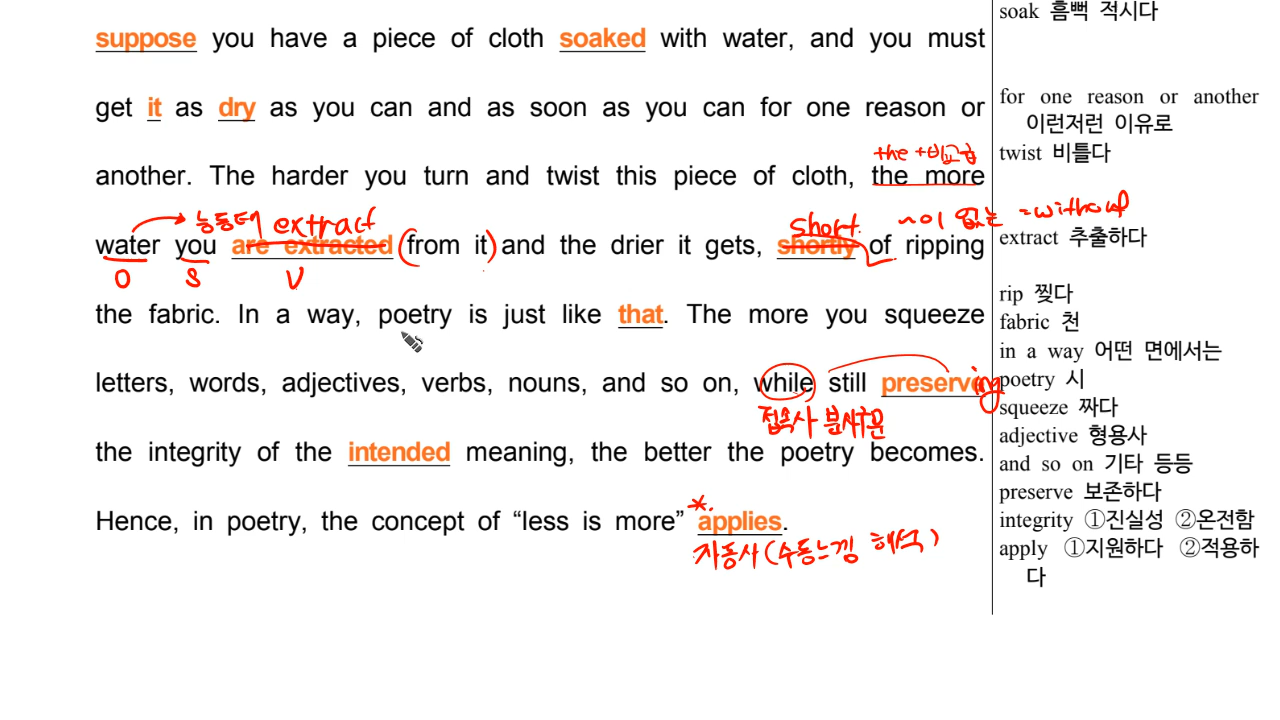 suppose you have a piece of cloth soaked with water, and you must
get it as dry as you can and as soon as you can for one reason or
the +비교급
another. The harder you turn and twist this piece of cloth, the more
능동태 extract short ~이 없는 =without
water you are extracted (from it) and the drier it gets, shortly of ripping
O S V
the fabric. In a way, poetry is just like that. The more you squeeze
letters, words, adjectives, verbs, nouns, and so on, while still preserving
접속사 분사구문
the integrity of the intended meaning, the better the poetry becomes.
*
Hence, in poetry, the concept of “less is more” applies.
자동사(수동느낌 해석)
soak 흠뻑 적시다
for one reason or another
이런저런 이유로
twist 비틀다
extract 추출하다
rip 찢다
fabric 천
in a way 어떤 면에서는
poetry 시
squeeze 짜다
adjective 형용사
and so on 기타 등등
preserve 보존하다
integrity ①진실성 ②온전함
apply ①지원하다 ②적용하
다